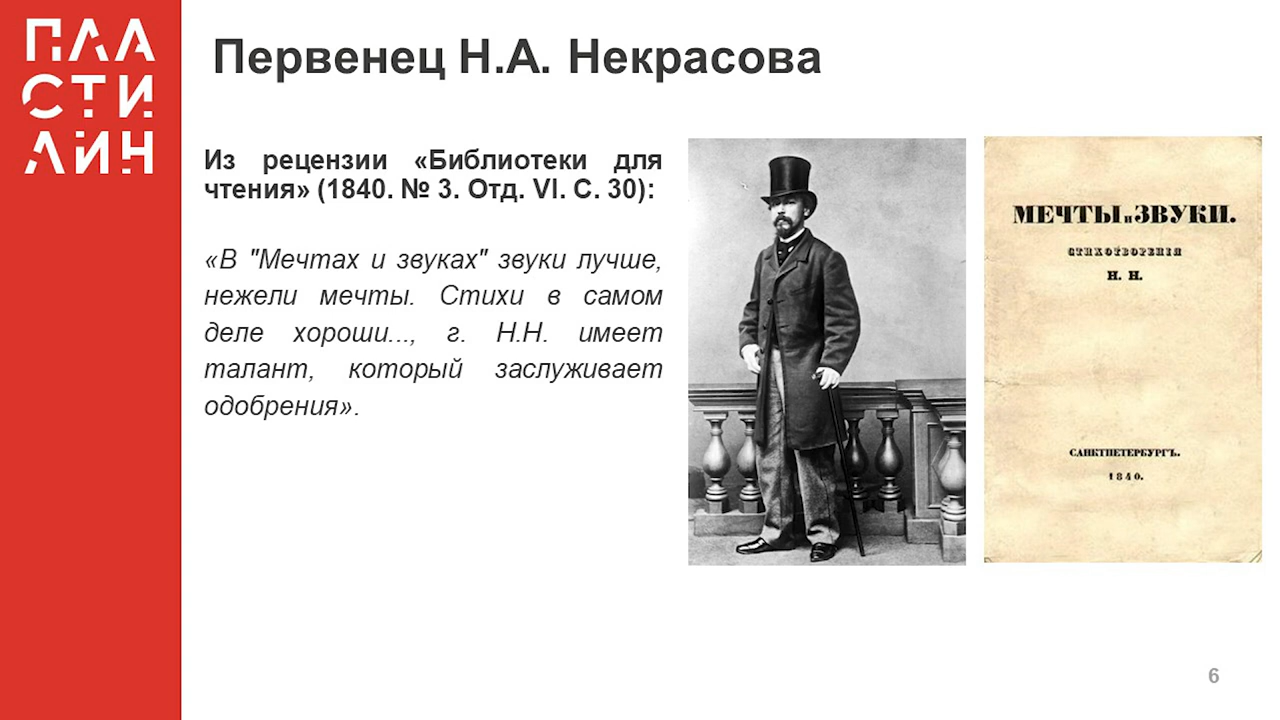 ПЛА
СТИ
ЛИН
Первенец Н.А. Некрасова
Из рецензии «Библиотеки для
чтения» (1840. № 3. Отд. VI. С. 30):
«В "Мечтах и звуках" звуки лучше,
нежели мечты. Стихи в самом
деле хороши..., г. Н.Н. имеет
талант, который заслуживает
одобрения».
МЕЧТЫ и ЗВУКИ.
СТИХОТВОРЕНІЯ
Н. Н.
САНКТПЕТЕРБУРГЪ.
1840.
6